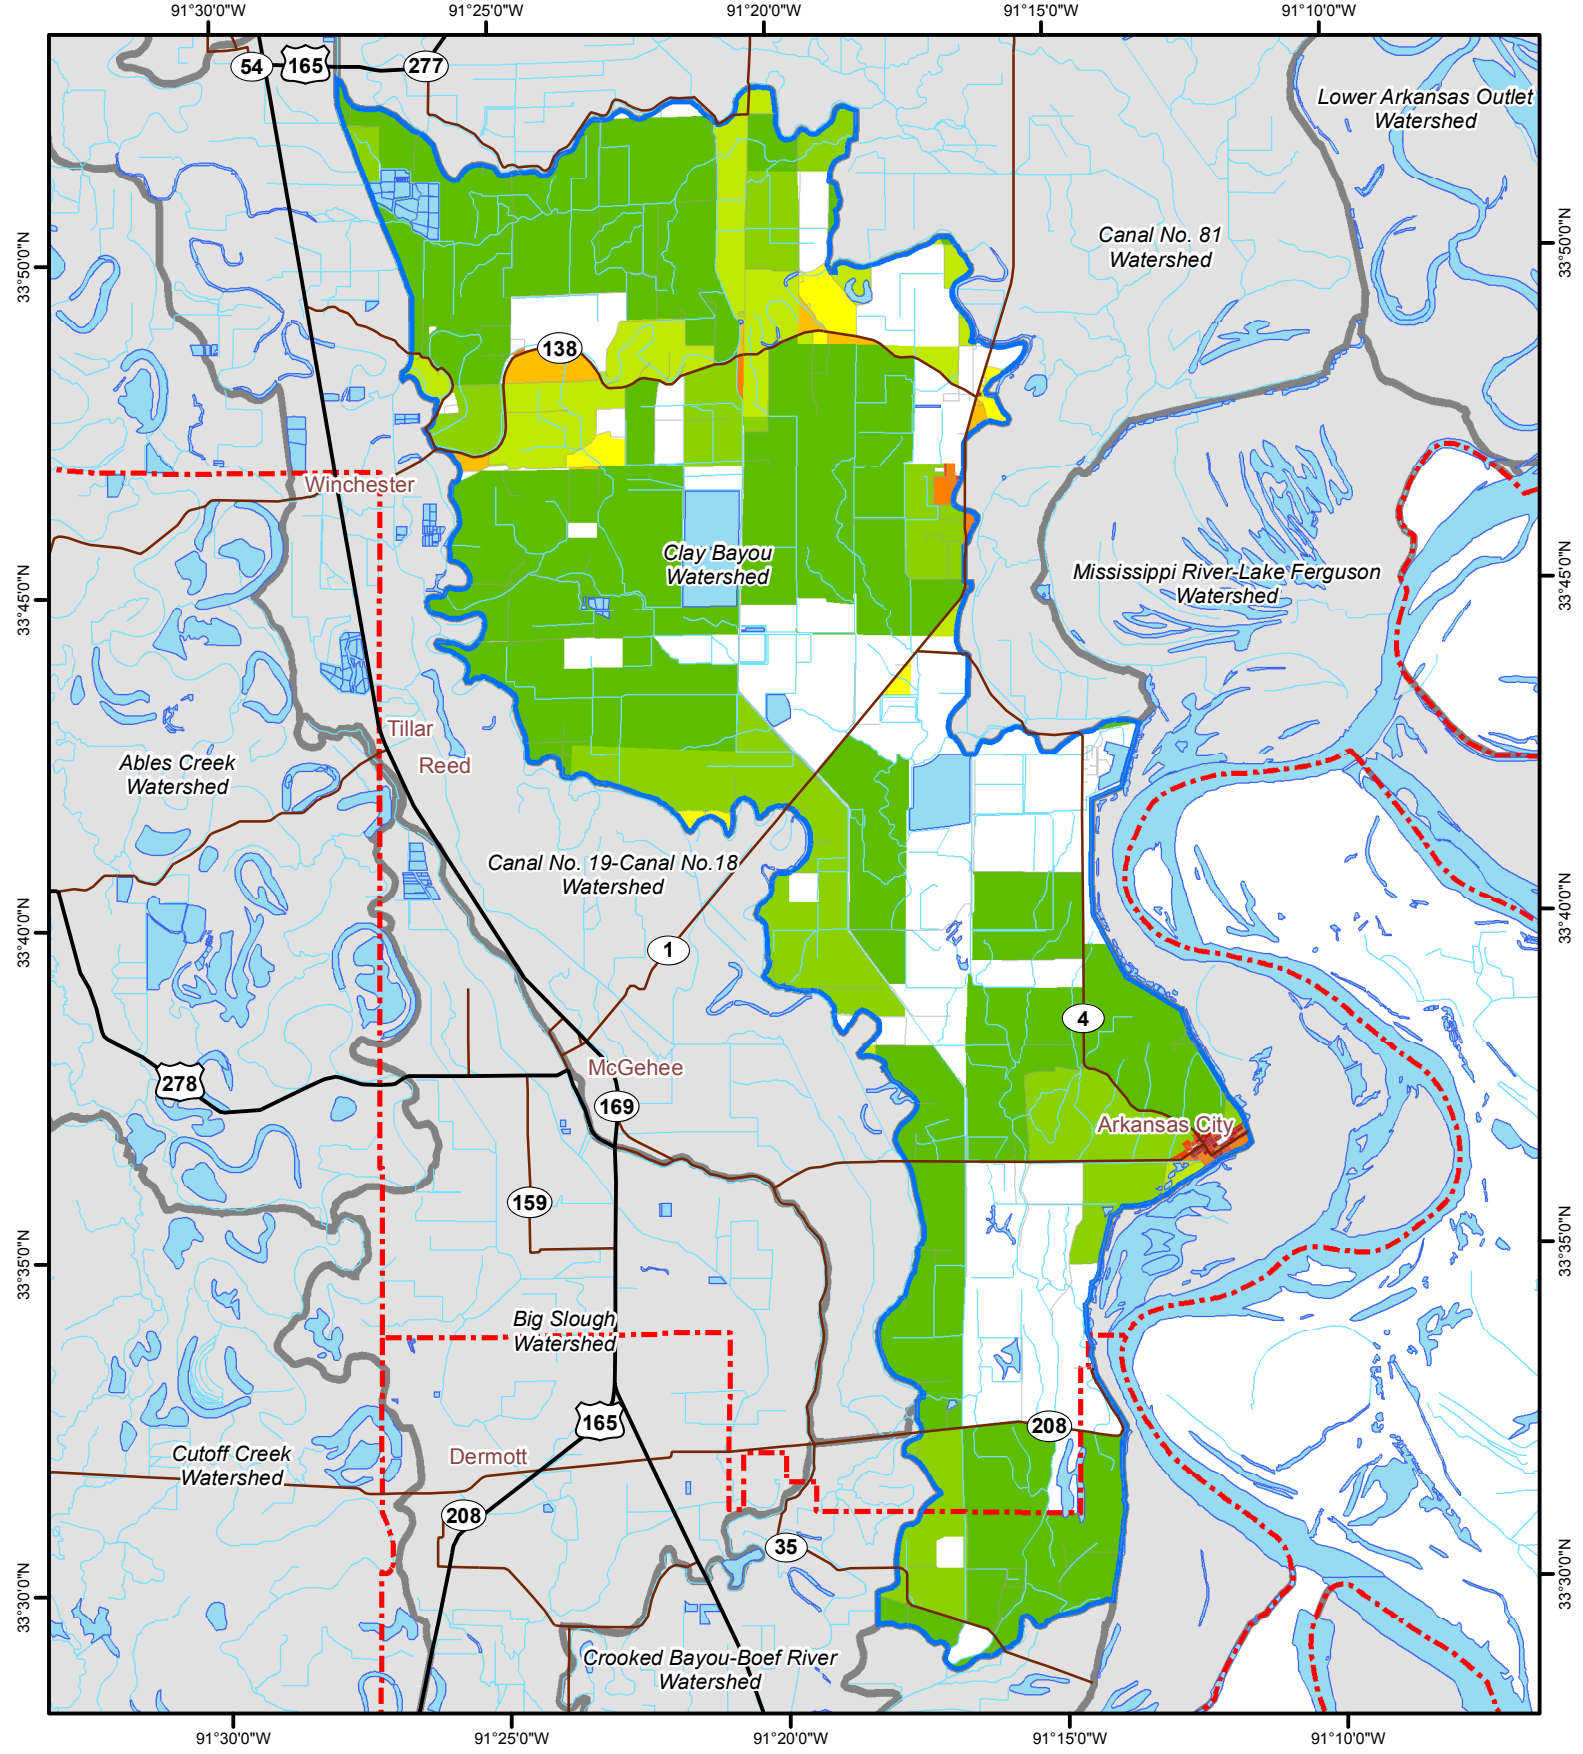 91°30'0"W
91°25'0"W
91°20'0"W
91°15'0"W
91°10'0"W
54
165
277
Lower Arkansas Outlet
Watershed
33°50'0"N
Canal No. 81
Watershed
33°50'0"N
138
Winchester
Clay Bayou
Watershed
33°45'0"N
Mississippi River-Lake Ferguson
Watershed
33°45'0"N
Tillar
Reed
Ables Creek
Watershed
Canal No. 19-Canal No.18
Watershed
33°40'0"N
1
33°40'0"N
4
278
McGehee
169
Arkansas City
159
33°35'0"N
33°35'0"N
Big Slough
Watershed
165
208
Cutoff Creek
Watershed
Dermott
208
35
33°30'0"N
33°30'0"N
Crooked Bayou-Boef River
Watershed
91°30'0"W
91°25'0"W
91°20'0"W
91°15'0"W
91°10'0"W